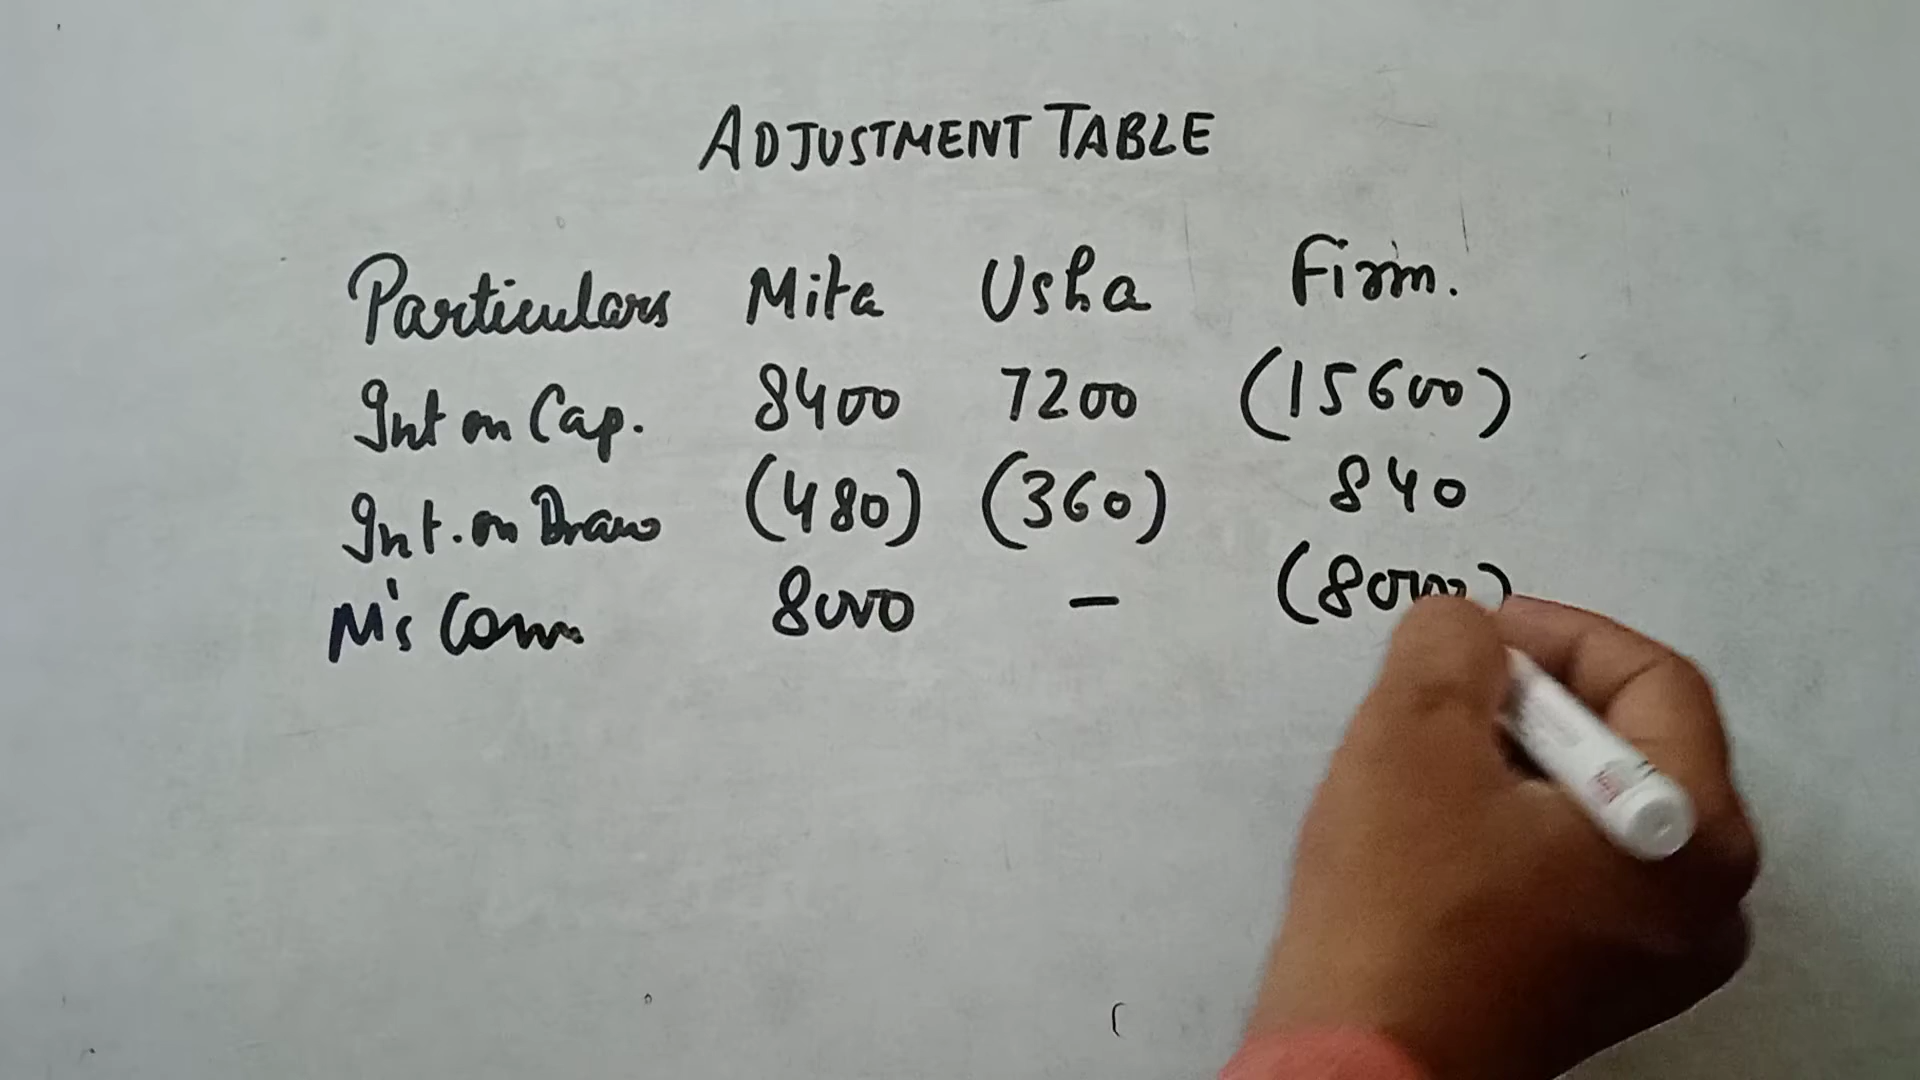 ADJUSTMENT TABLE
Particulars Mita Usha Firm.
Int on Cap. 8400 7200 (15600)
Int. on Draw (480) (360) 840
M's Com 8000 - (8000)